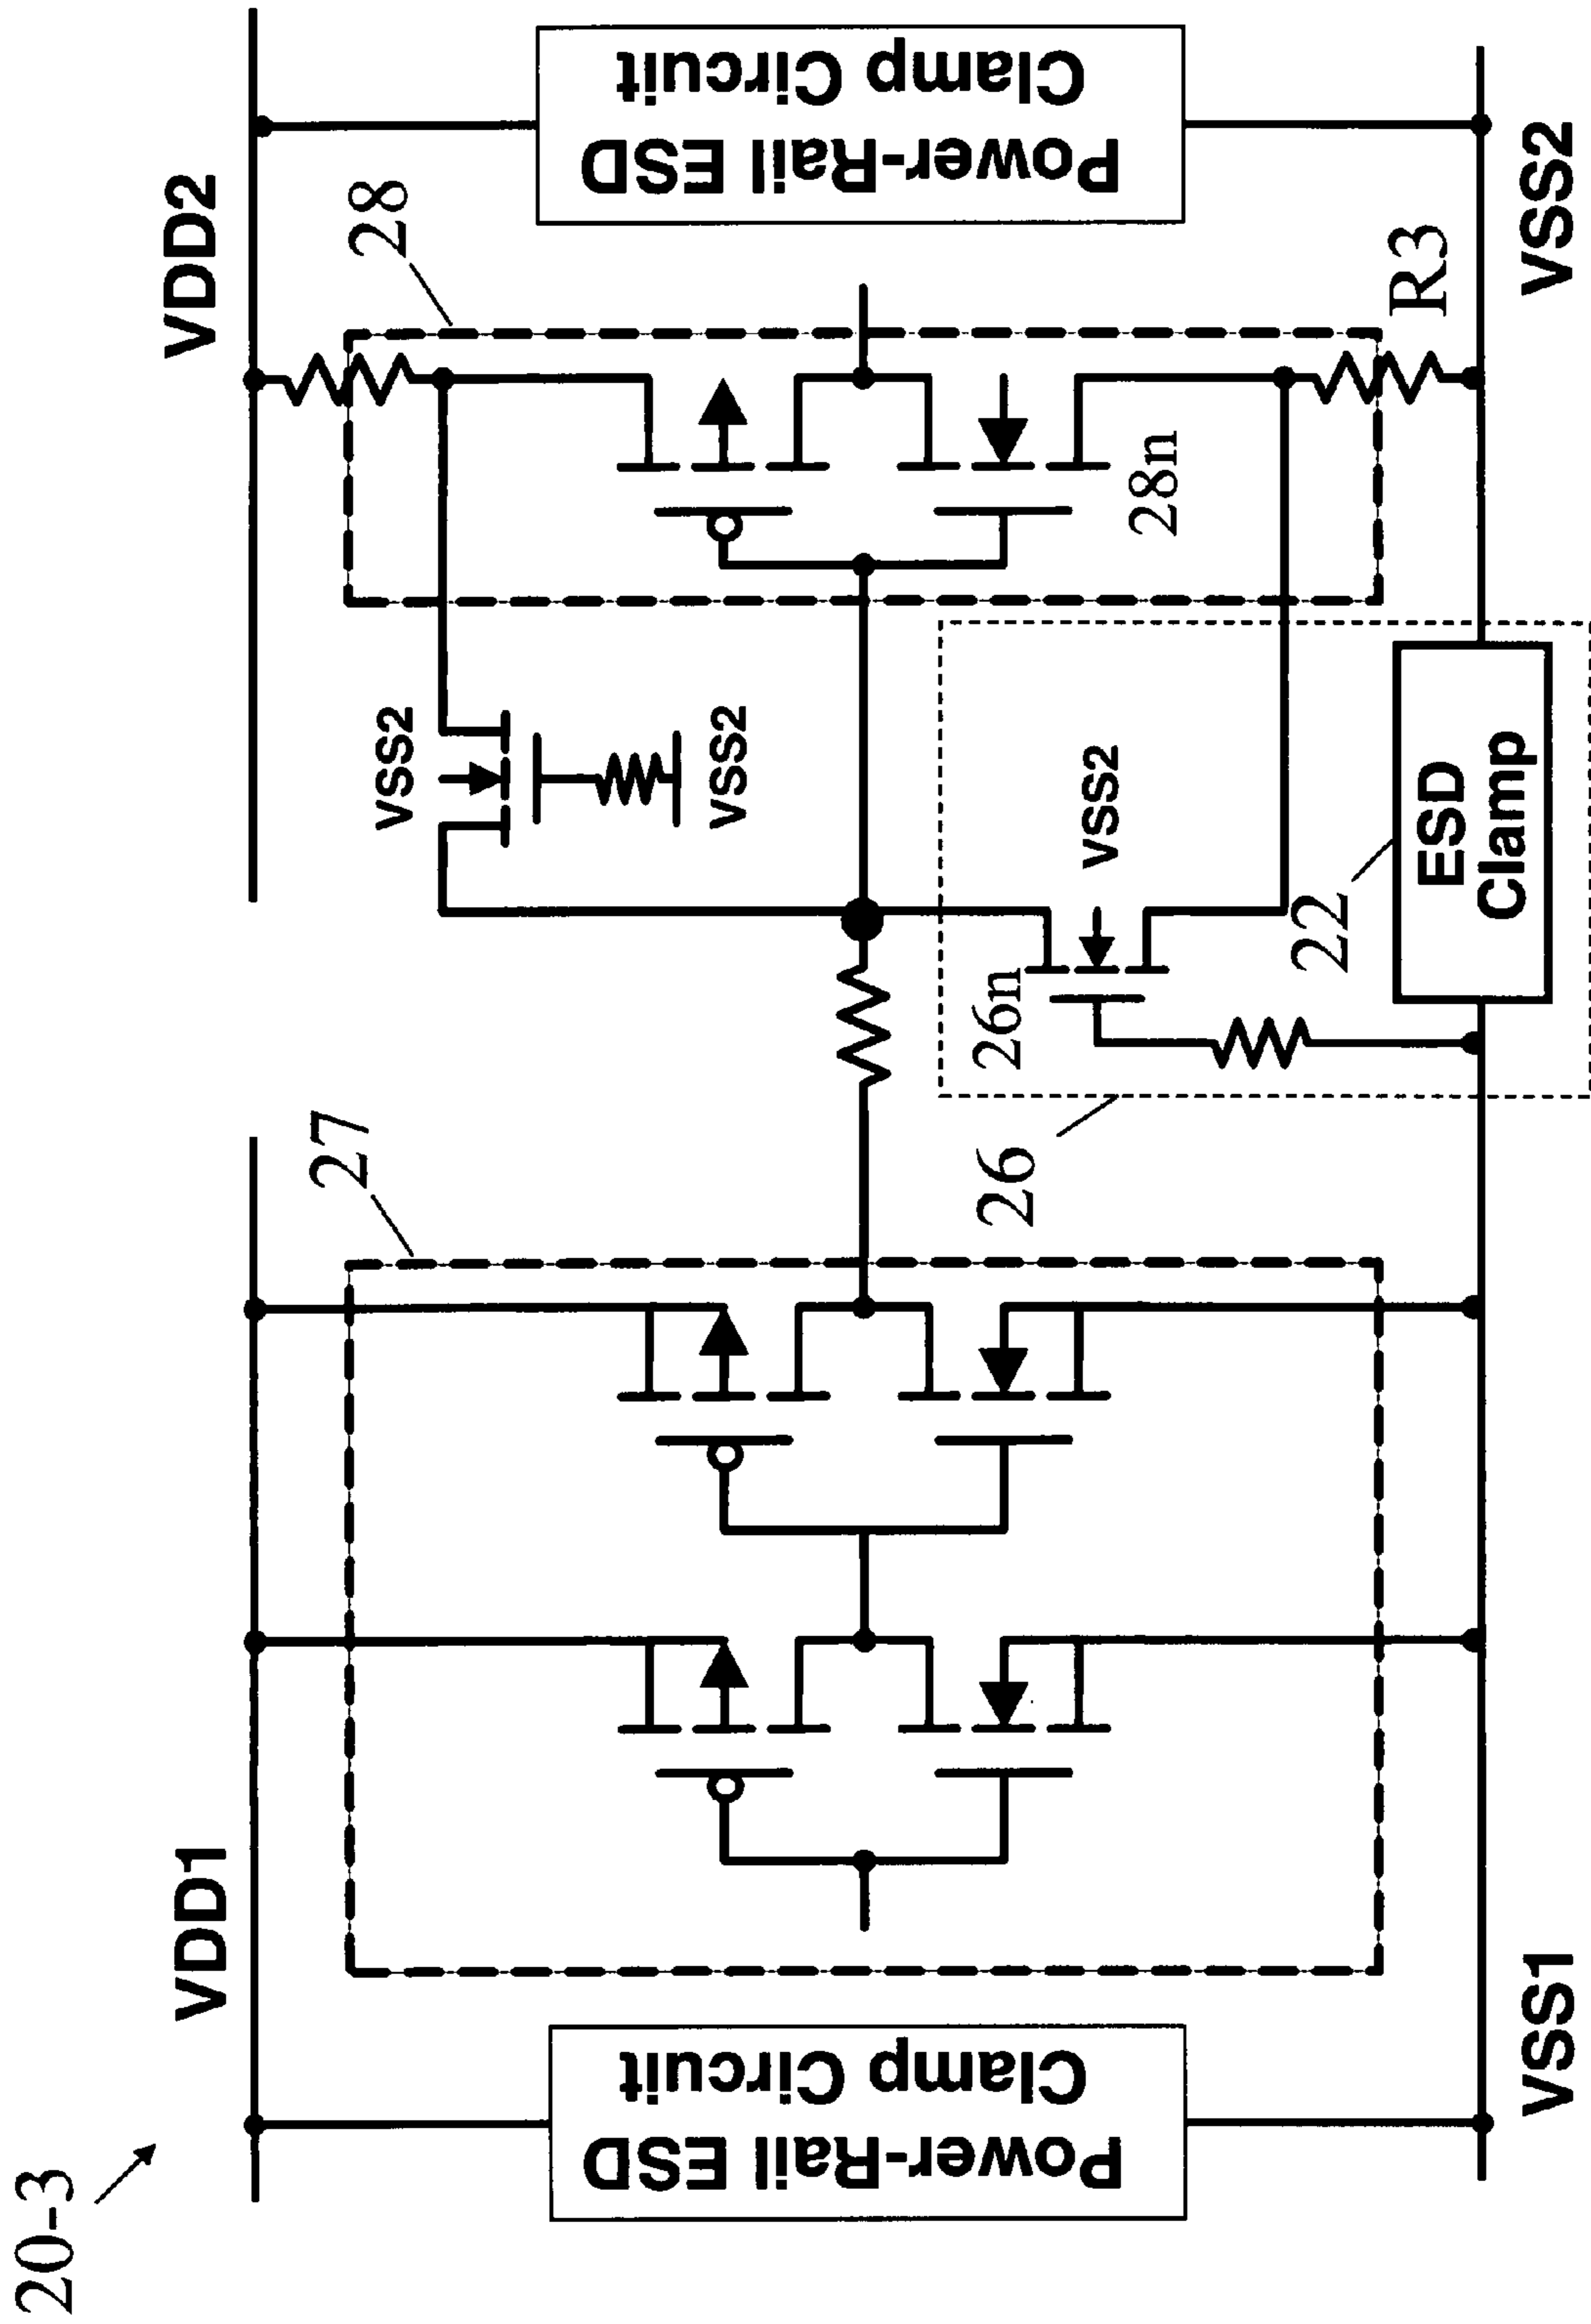 20-3
VDD1
VDD2
27
28
Power-Rail ESD
Clamp Circuit
Power-Rail ESD
Clamp Circuit
VSS2
VSS2
28n
26n
VSS2
26
22
ESD
Clamp
R3
VSS1
VSS2